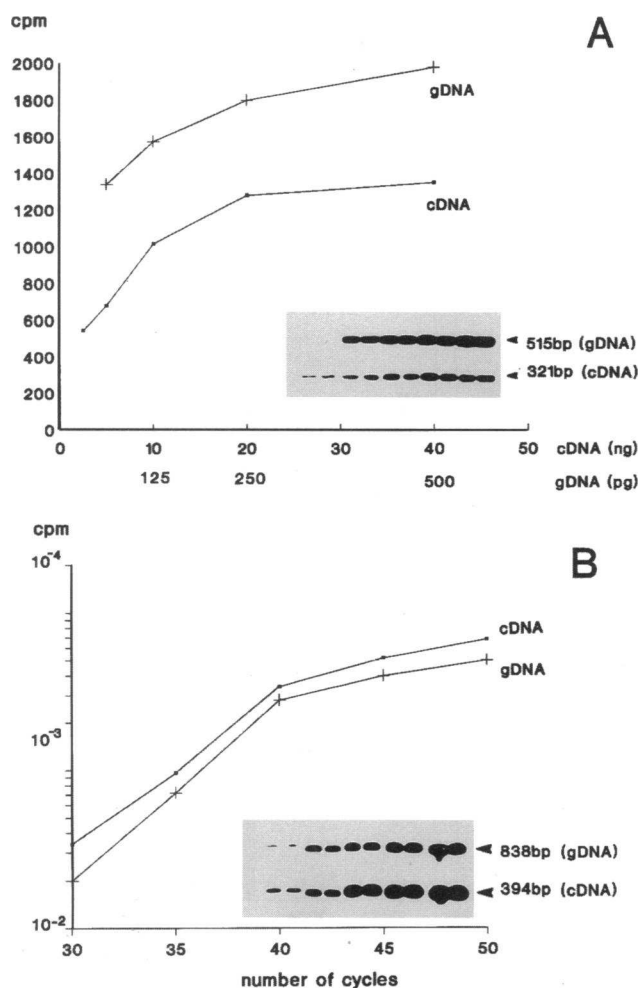 cpm
A
2000
1800
1600
1400
1200
1000
800
600
400
200
0
gDNA
cDNA
515bp (gDNA)
321bp (cDNA)
0 10 20 30 40 50 cDNA (ng)
125 250 500 gDNA (pg)
cpm
B
10-4
10-3
10-2
cDNA
gDNA
838bp (gDNA)
394bp (cDNA)
30 35 40 45 50
number of cycles